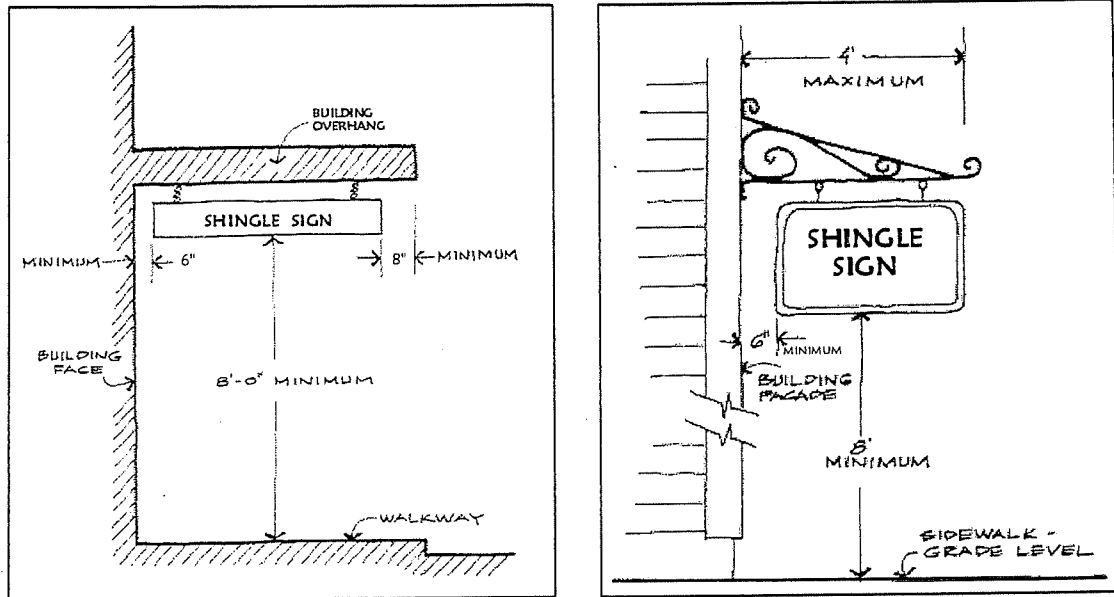 BUILDING
OVERHANG
SHINGLE SIGN
MINIMUM 6" 8" MINIMUM
BUILDING
FACE
8'-0" MINIMUM
WALKWAY
4'
MAXIMUM
SHINGLE
SIGN
6" MINIMUM
BUILDING
FACADE
8'
MINIMUM
SIDEWALK -
GRADE LEVEL